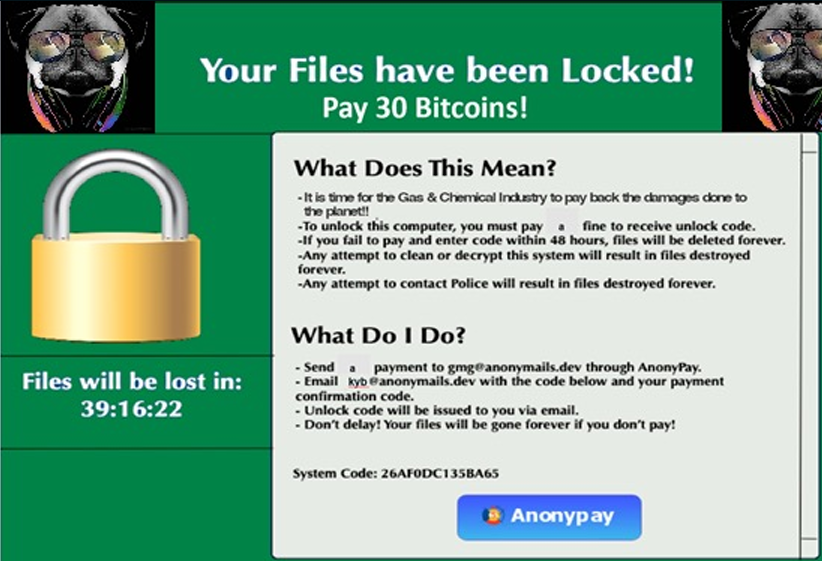 Your Files have been Locked!
Pay 30 Bitcoins!
What Does This Mean?
-It is time for the Gas & Chemical Industry to pay back the damages done to
the planet!!
-To unlock this computer, you must pay a fine to receive unlock code.
-If you fail to pay and enter code within 48 hours, files will be deleted forever.
-Any attempt to clean or decrypt this system will result in files destroyed
forever.
-Any attempt to contact Police will result in files destroyed forever.
What Do I Do?
- Send a payment to gmg@anonymails.dev through AnonyPay.
- Email kyb@anonymails.dev with the code below and your payment
confirmation code.
- Unlock code will be issued to you via email.
- Don't delay! Your files will be gone forever if you don't pay!
Files will be lost in:
39:16:22
System Code: 26AF0DC135BA65
Anonypay